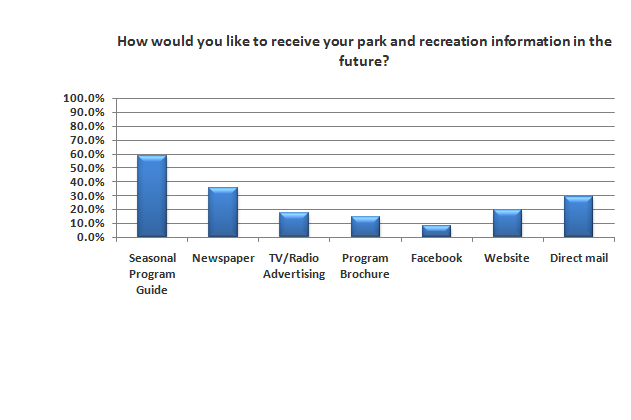 How would you like to receive your park and recreation information in the
future?
100.0%
90.0%
80.0%
70.0%
60.0%
50.0%
40.0%
30.0%
20.0%
10.0%
0.0%
Seasonal Program Guide
Newspaper
TV/Radio Advertising
Program Brochure
Facebook
Website
Direct mail